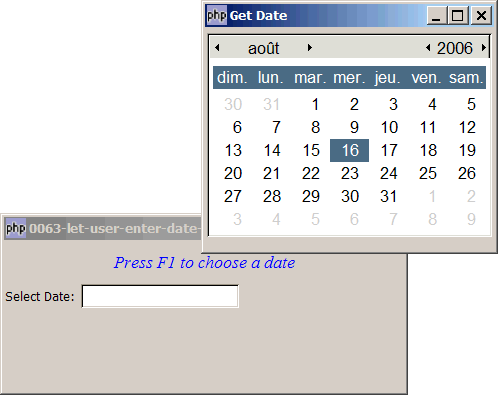 php Get Date
août 2006
dim. lun. mar. mer. jeu. ven. sam.
30 31 1 2 3 4 5
6 7 8 9 10 11 12
13 14 15 16 17 18 19
20 21 22 23 24 25 26
27 28 29 30 31 1 2
3 4 5 6 7 8 9
php 0063-let-user-enter-date-
Press F1 to choose a date
Select Date: